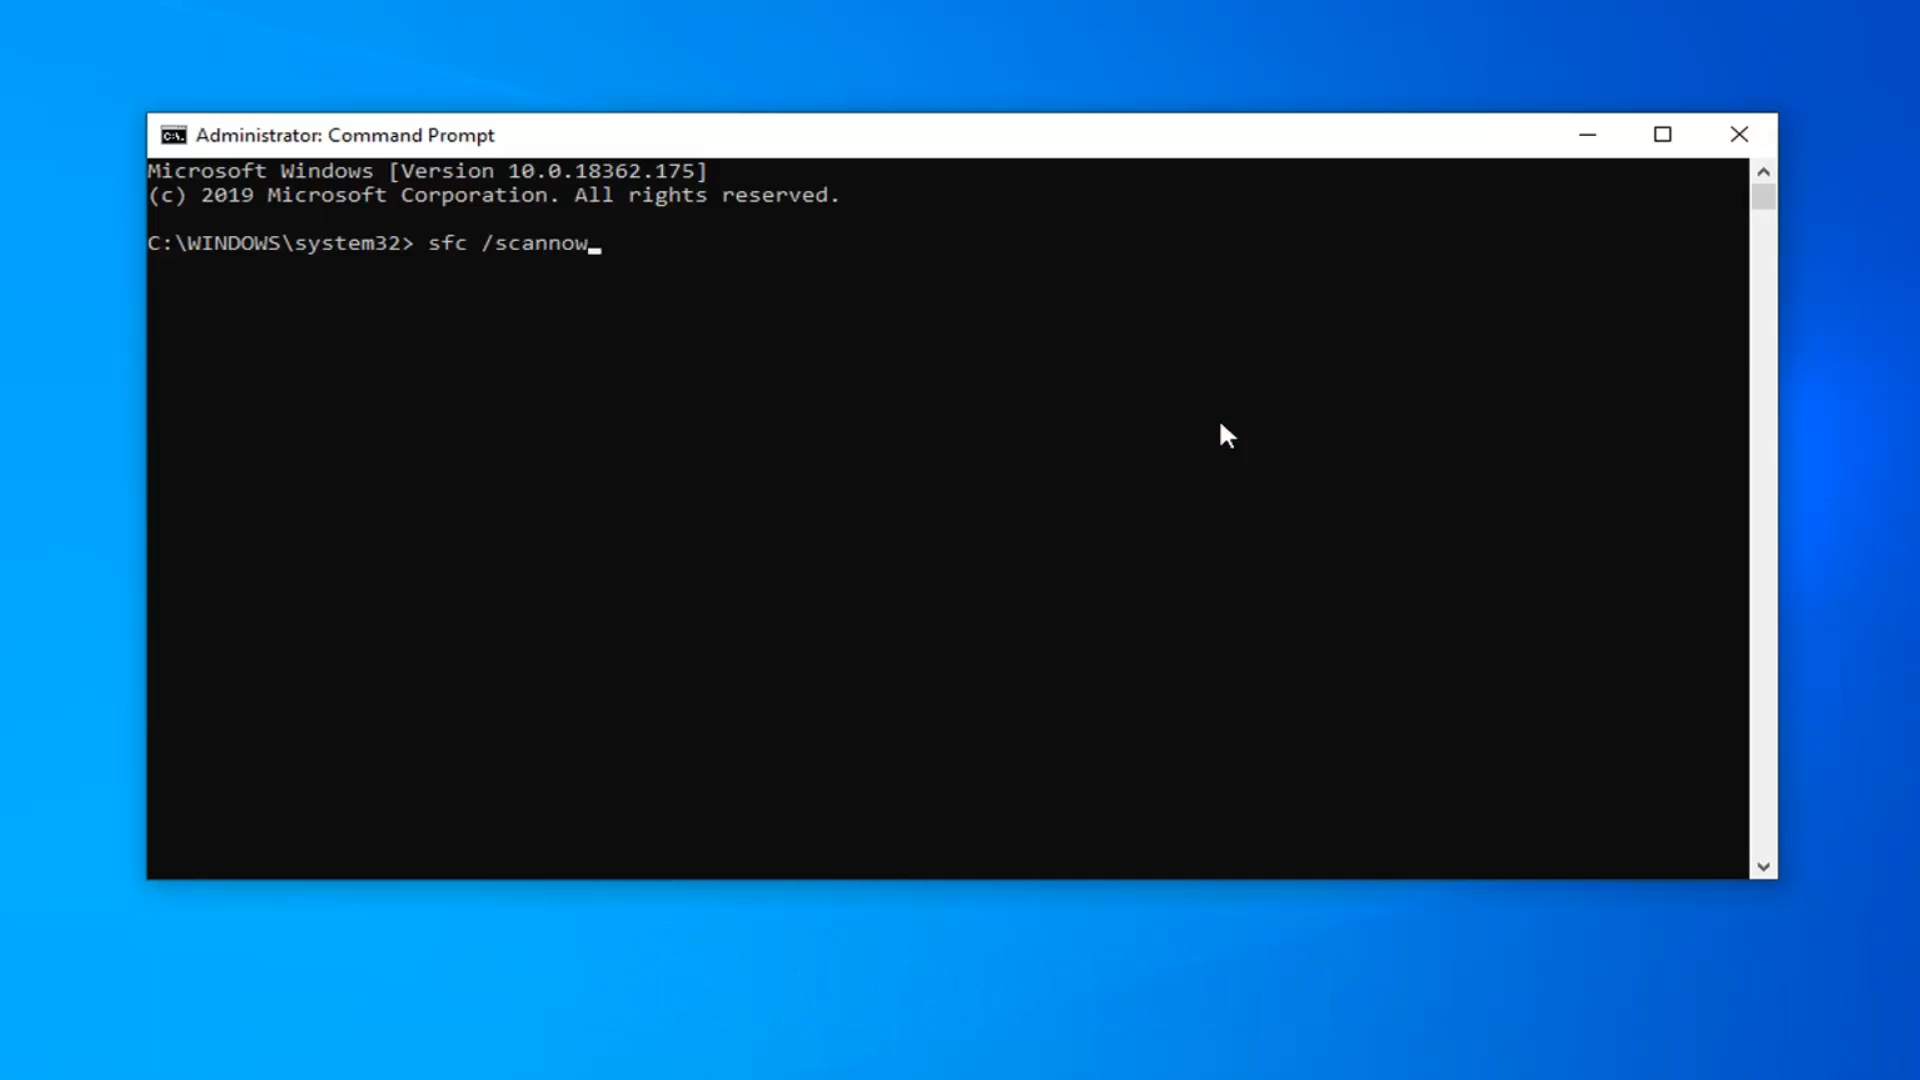 Administrator: Command Prompt
Microsoft Windows [Version 10.0.18362.175]
(c) 2019 Microsoft Corporation. All rights reserved.
C:\WINDOWS\system32> sfc /scannow